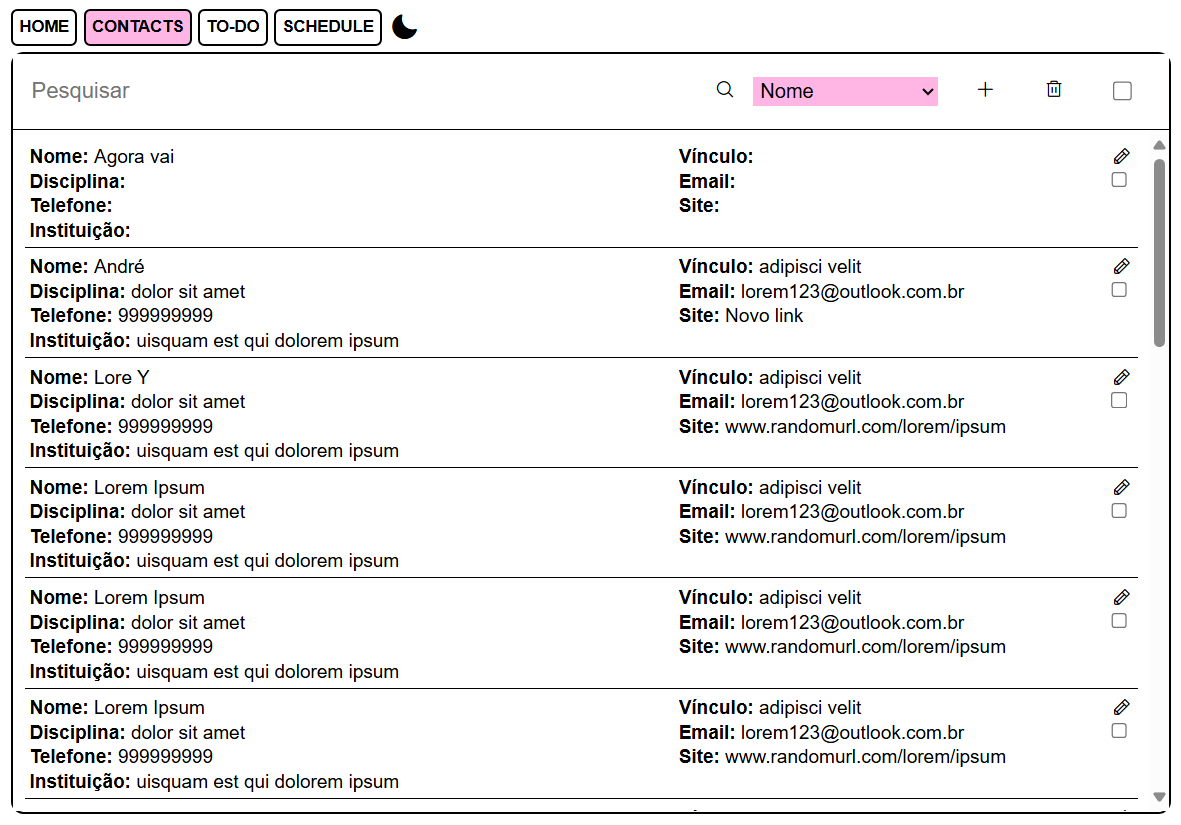 HOME CONTACTS TO-DO SCHEDULE
Pesquisar Nome
Nome: Agora vai Vínculo:
Disciplina: Email:
Telefone: Site:
Instituição:
Nome: André Vínculo: adipisci velit
Disciplina: dolor sit amet Email: lorem123@outlook.com.br
Telefone: 999999999 Site: Novo link
Instituição: uisquam est qui dolorem ipsum
Nome: Lore Y Vínculo: adipisci velit
Disciplina: dolor sit amet Email: lorem123@outlook.com.br
Telefone: 999999999 Site: www.randomurl.com/lorem/ipsum
Instituição: uisquam est qui dolorem ipsum
Nome: Lorem Ipsum Vínculo: adipisci velit
Disciplina: dolor sit amet Email: lorem123@outlook.com.br
Telefone: 999999999 Site: www.randomurl.com/lorem/ipsum
Instituição: uisquam est qui dolorem ipsum
Nome: Lorem Ipsum Vínculo: adipisci velit
Disciplina: dolor sit amet Email: lorem123@outlook.com.br
Telefone: 999999999 Site: www.randomurl.com/lorem/ipsum
Instituição: uisquam est qui dolorem ipsum
Nome: Lorem Ipsum Vínculo: adipisci velit
Disciplina: dolor sit amet Email: lorem123@outlook.com.br
Telefone: 999999999 Site: www.randomurl.com/lorem/ipsum
Instituição: uisquam est qui dolorem ipsum